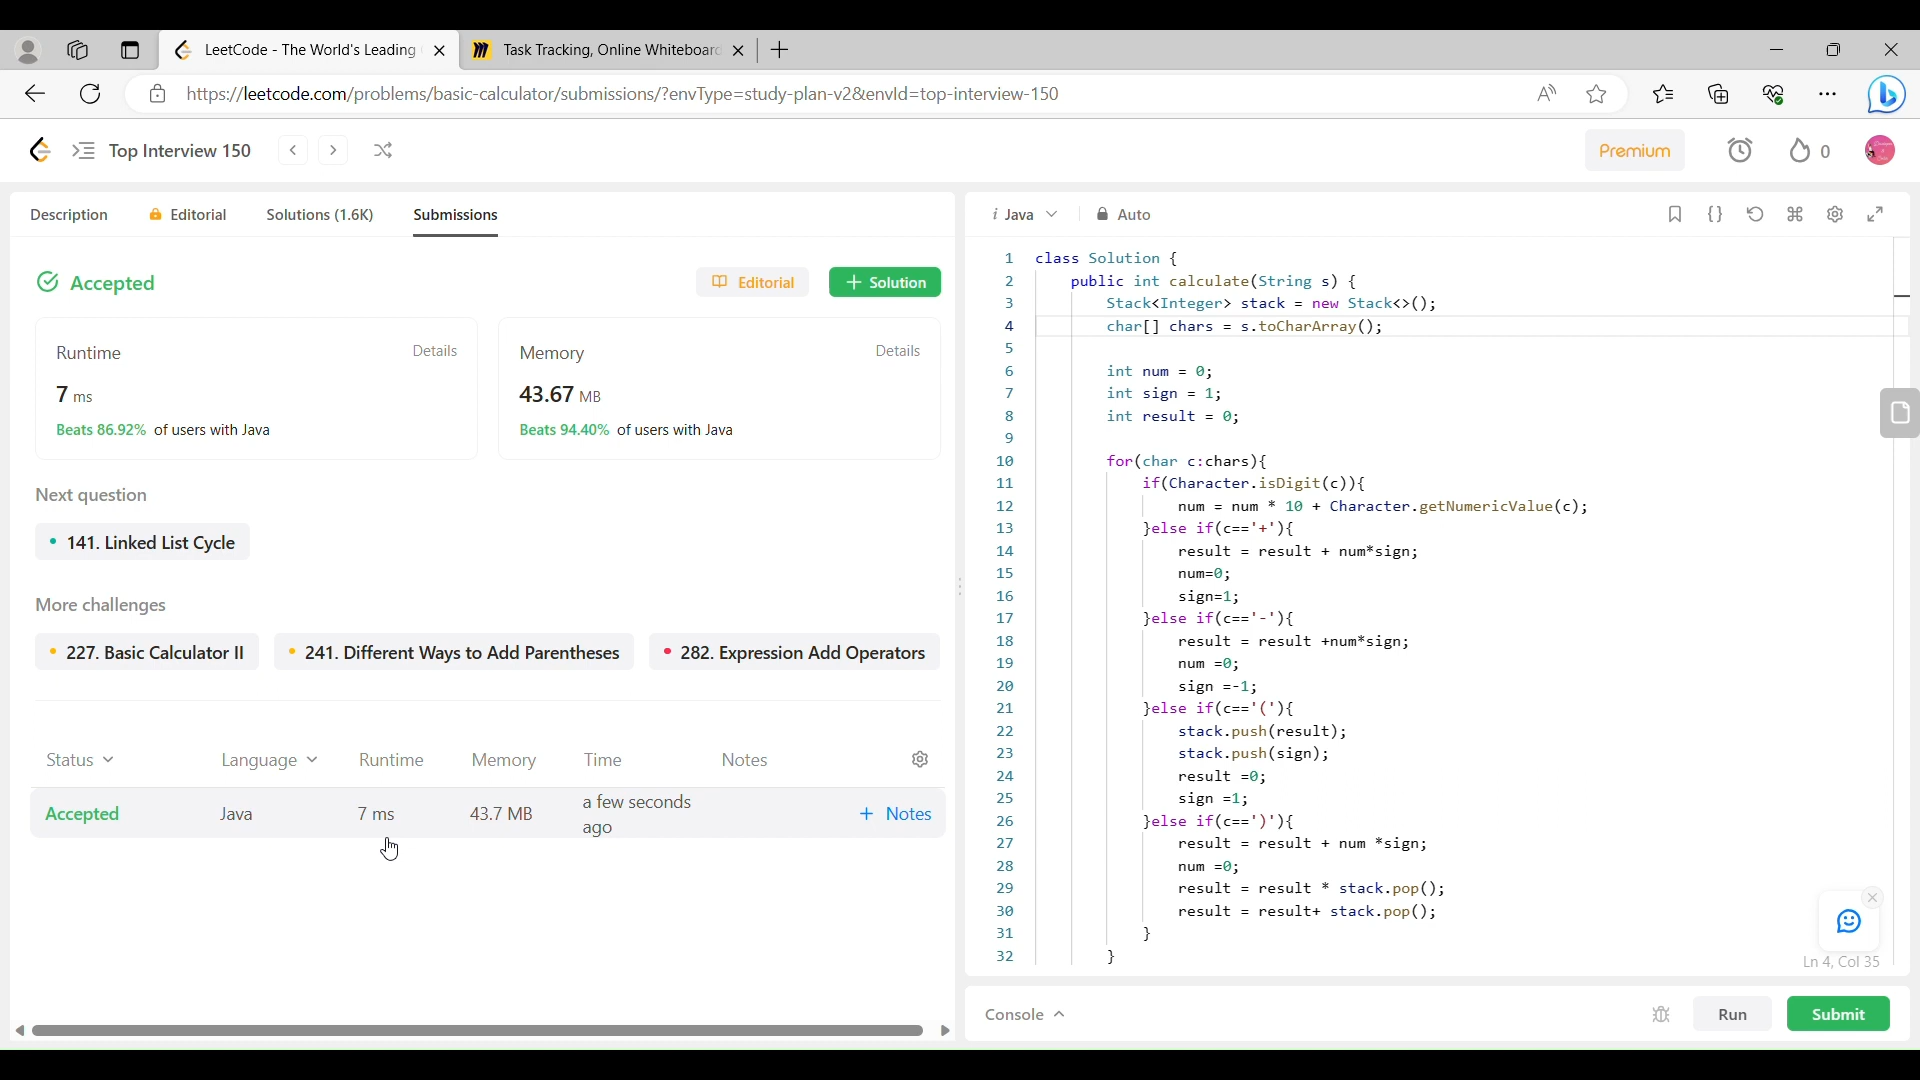 LeetCode - The World's Leading
Task Tracking, Online Whiteboard
https://leetcode.com/problems/basic-calculator/submissions/?envType=study-plan-v2&envId=top-interview-150
Top Interview 150
Premium
0
Description
Editorial
Solutions (1.6K)
Submissions
Accepted
Editorial
+ Solution
Runtime
Details
7 ms
Beats 86.92% of users with Java
Memory
Details
43.67 MB
Beats 94.40% of users with Java
Next question
141. Linked List Cycle
More challenges
227. Basic Calculator II
241. Different Ways to Add Parentheses
282. Expression Add Operators
Status
Language
Runtime
Memory
Time
Notes
Accepted
Java
7 ms
43.7 MB
a few seconds
ago
+ Notes
i Java
Auto
1 class Solution {
2 public int calculate(String s) {
3 Stack<Integer> stack = new Stack<>();
4 char[] chars = s.toCharArray();
5
6 int num = 0;
7 int sign = 1;
8 int result = 0;
9
10 for(char c:chars){
11 if(Character.isDigit(c)){
12 num = num * 10 + Character.getNumericValue(c);
13 }else if(c=='+'){
14 result = result + num*sign;
15 num=0;
16 sign=1;
17 }else if(c=='-'){
18 result = result +num*sign;
19 num =0;
20 sign =-1;
21 }else if(c=='('){
22 stack.push(result);
23 stack.push(sign);
24 result =0;
25 sign =1;
26 }else if(c==')'){
27 result = result + num *sign;
28 num =0;
29 result = result * stack.pop();
30 result = result+ stack.pop();
31 }
32 }
Ln 4, Col 35
Console
Run
Submit